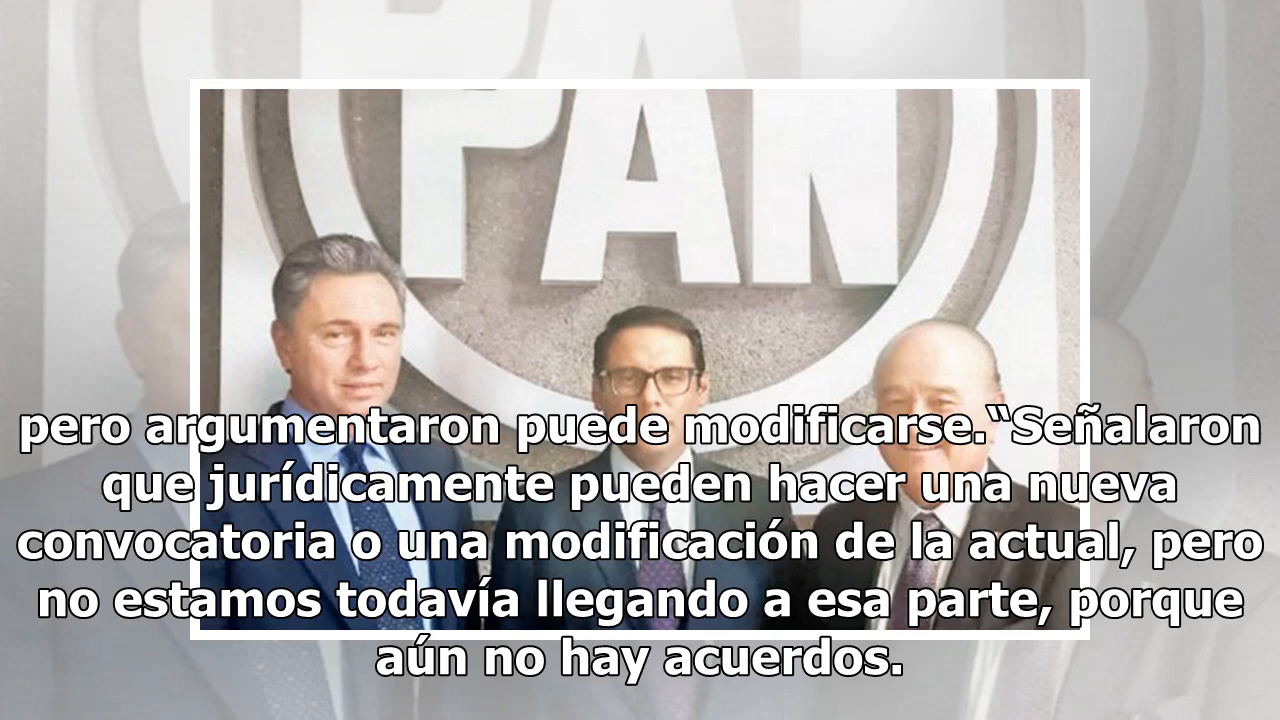 PAN
pero argumentaron puede modificarse.“Señalaron
que jurídicamente pueden hacer una nueva
convocatoria o una modificación de la actual, pero
no estamos todavía llegando a esa parte, porque
aún no hay acuerdos.